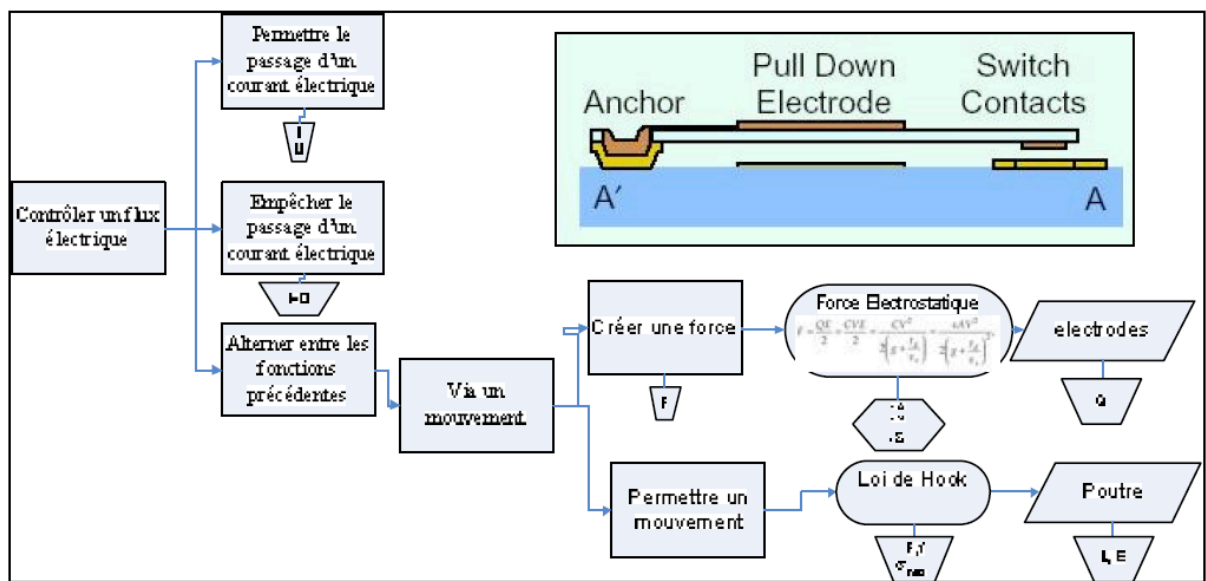 Permettre le
passage d'un
courant électrique
I
U
Contrôler un flux
électrique
Empêcher le
passage d'un
courant électrique
Alterner entre les
fonctions
précédentes
Via un
mouvement
Anchor
Pull Down
Electrode
Switch
Contacts
A′
A
Créer une force
F
Force Electrostatique
electrodes
Permettre un
mouvement
Loi de Hook
Poutre
I, E